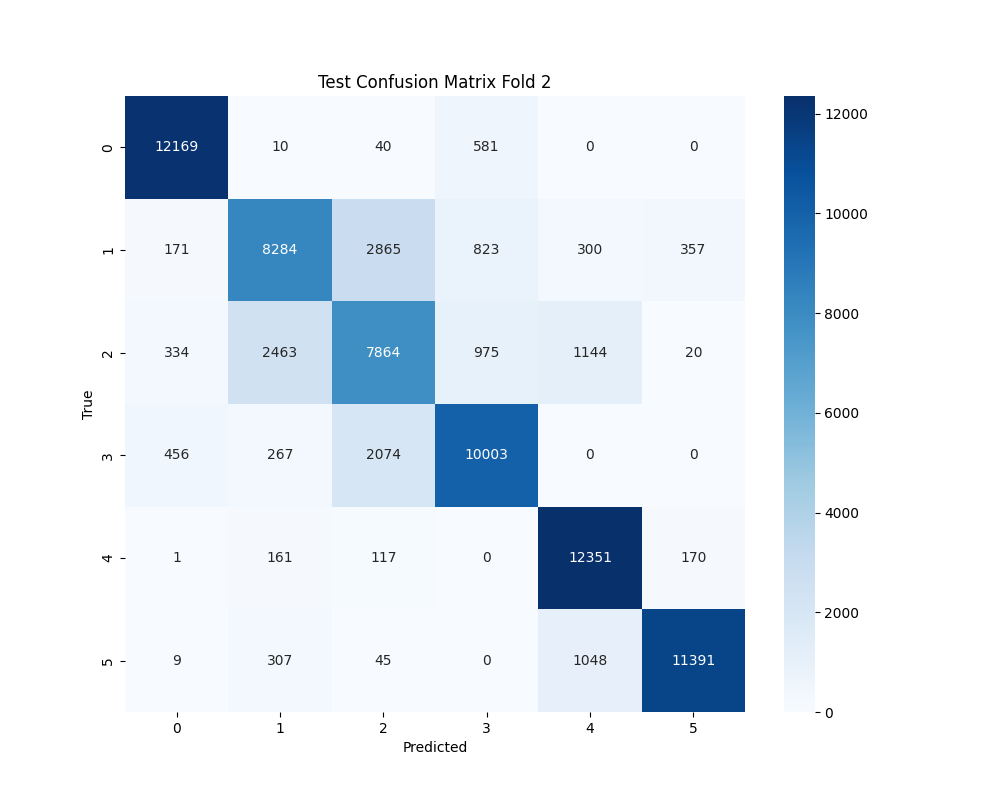 Test Confusion Matrix Fold 2
0 12169 10 40 581 0 0
1 171 8284 2865 823 300 357
2 334 2463 7864 975 1144 20
3 456 267 2074 10003 0 0
4 1 161 117 0 12351 170
5 9 307 45 0 1048 11391
0 1 2 3 4 5
Predicted
True
12000
10000
8000
6000
4000
2000
0